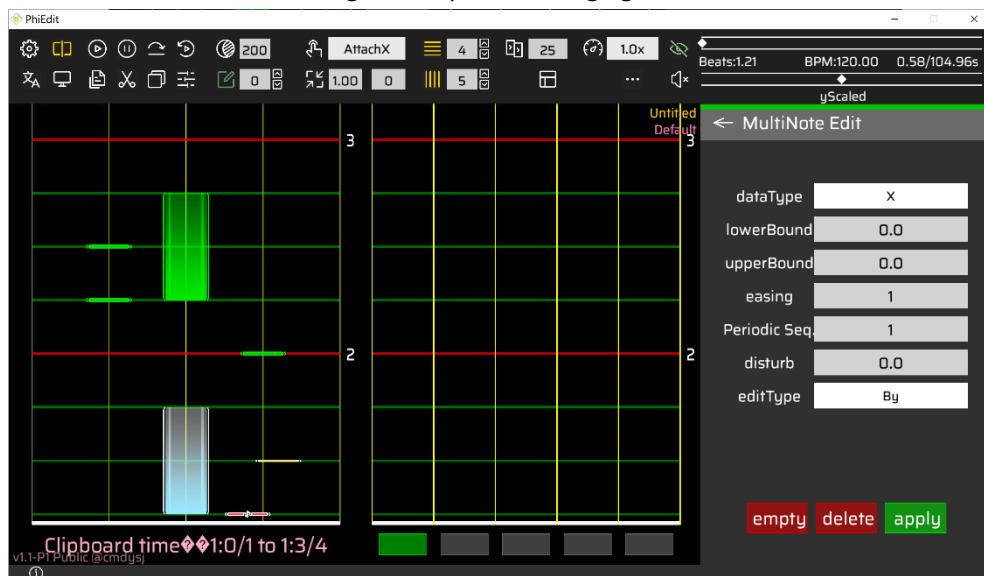 PhiEdit
200 AttachX 4 25 1.0x
0 1.00 0 5 ...
Beats:1.21 BPM:120.00 0.58/104.96s
yScaled
Untitled
Default
3
3
2
2
MultiNote Edit
dataType X
lowerBound 0.0
upperBound 0.0
easing 1
Periodic Seq. 1
disturb 0.0
editType By
empty delete apply
Clipboard time��1:0/1 to 1:3/4
v1.1-PTPublic @cmdysj